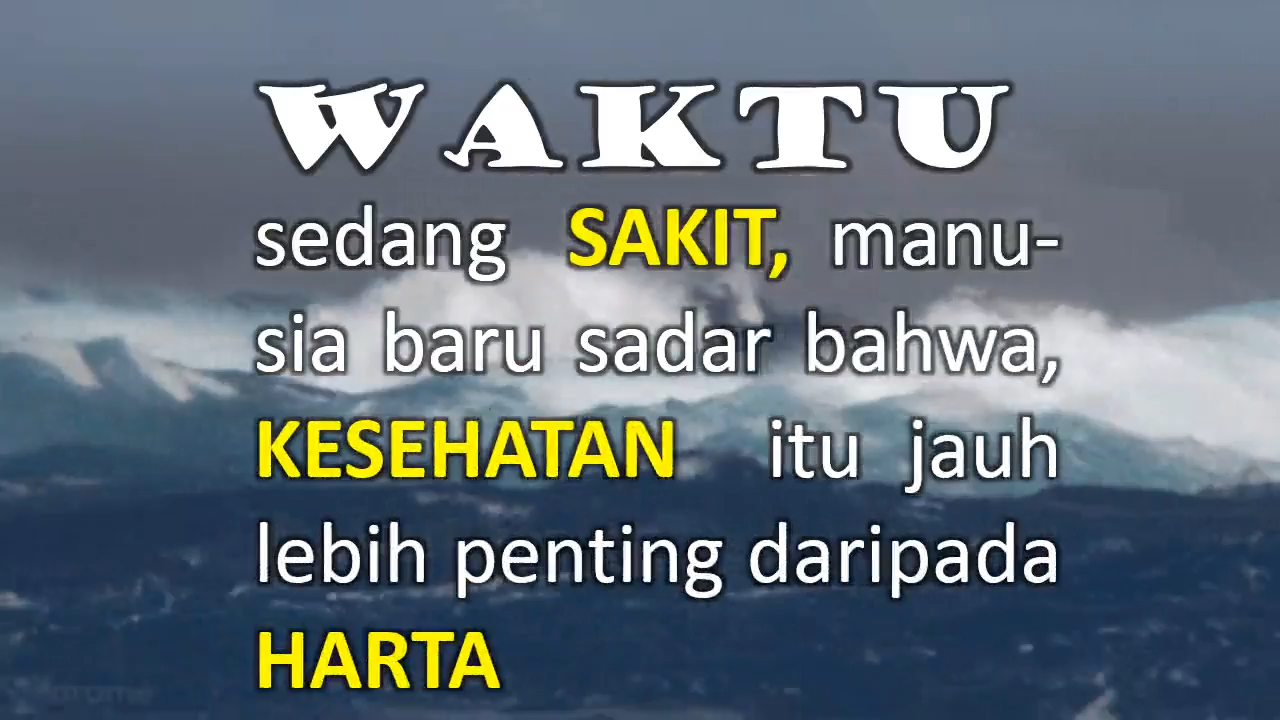 WAKTU
sedang SAKIT, manu-
sia baru sadar bahwa,
KESEHATAN itu jauh
lebih penting daripada
HARTA